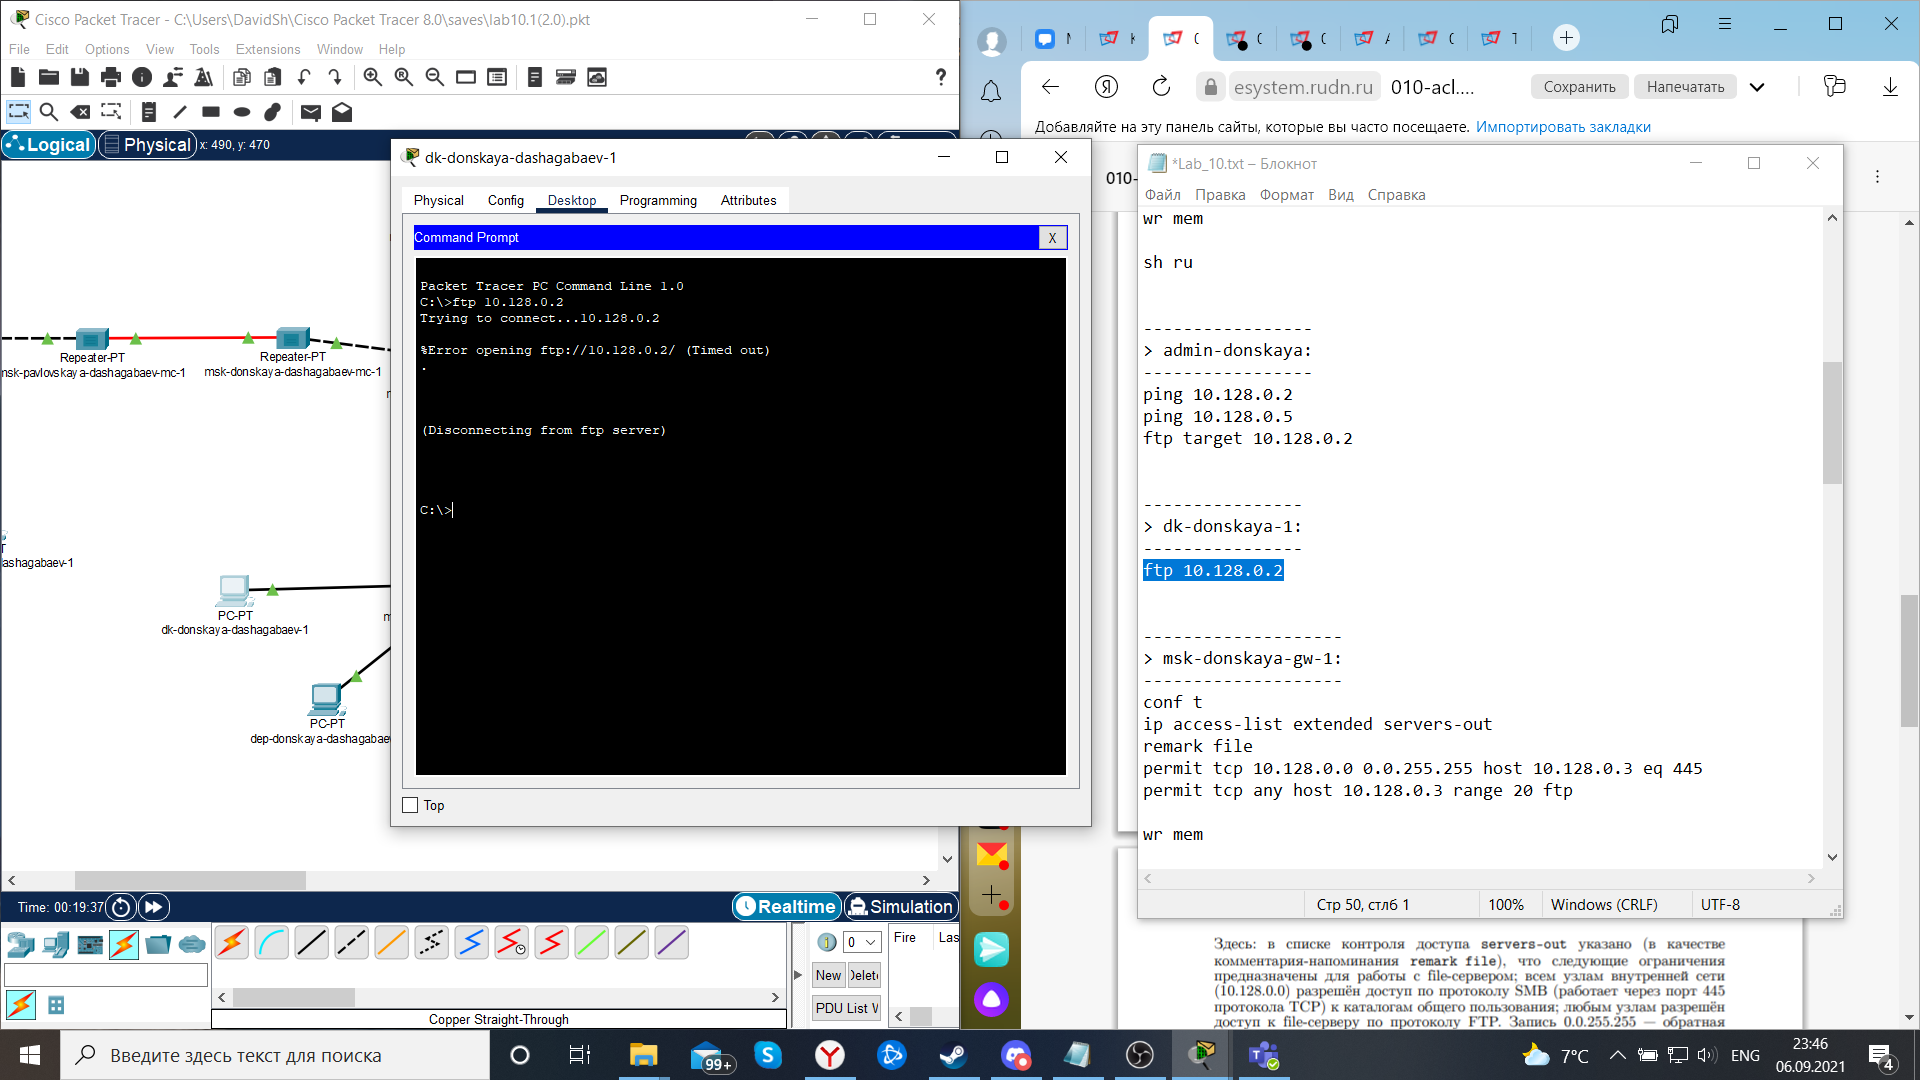 Cisco Packet Tracer - C:\Users\DavidSh\Cisco Packet Tracer 8.0\saves\lab10.1(2.0).pkt
File Edit Options View Tools Extensions Window Help
Logical Physical x: 490, y: 470
Repeater-PT
msk-pavlovskaya-dashagabaev-mc-1
Repeater-PT
msk-donskaya-dashagabaev-mc-1
dashagabaev-1
PC-PT
dk-donskaya-dashagabaev-1
PC-PT
dep-donskaya-dashagabaev
dk-donskaya-dashagabaev-1
Physical Config Desktop Programming Attributes
Command Prompt
X
Packet Tracer PC Command Line 1.0
C:\>ftp 10.128.0.2
Trying to connect...10.128.0.2
%Error opening ftp://10.128.0.2/ (Timed out)
.
(Disconnecting from ftp server)
C:\>
Top
Time: 00:19:37
Realtime Simulation
0
Fire Las
New Delet
PDU List W
Copper Straight-Through
esystem.rudn.ru 010-acl....
Сохранить Напечатать
Добавляйте на эту панель сайты, которые вы часто посещаете. Импортировать закладки
010-
*Lab_10.txt – Блокнот
Файл Правка Формат Вид Справка
wr mem
sh ru
-----------------
> admin-donskaya:
-----------------
ping 10.128.0.2
ping 10.128.0.5
ftp target 10.128.0.2
----------------
> dk-donskaya-1:
----------------
ftp 10.128.0.2
--------------------
> msk-donskaya-gw-1:
--------------------
conf t
ip access-list extended servers-out
remark file
permit tcp 10.128.0.0 0.0.255.255 host 10.128.0.3 eq 445
permit tcp any host 10.128.0.3 range 20 ftp
wr mem
Стр 50, стлб 1 100% Windows (CRLF) UTF-8
Здесь: в списке контроля доступа servers-out указано (в качестве
комментария-напоминания remark file), что следующие ограничения
предназначены для работы с file-сервером; всем узлам внутренней сети
(10.128.0.0) разрешён доступ по протоколу SMB (работает через порт 445
протокола TCP) к каталогам общего пользования; любым узлам разрешён
доступ к file-серверу по протоколу FTP. Запись 0.0.255.255 — обратная
Введите здесь текст для поиска
99+
7°C
ENG
23:46
06.09.2021
4